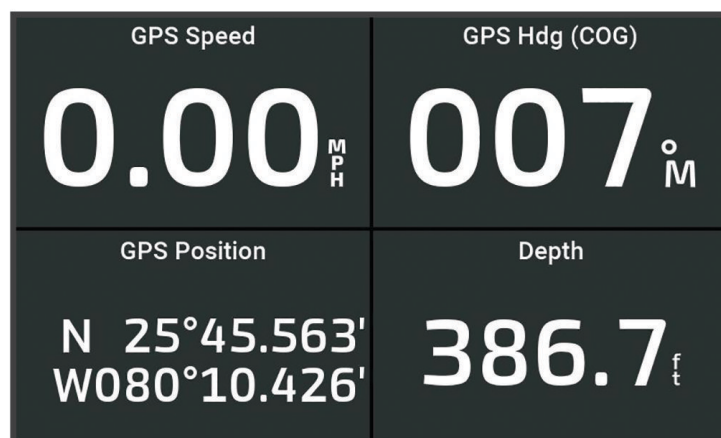 GPS Speed
0.00 MPH
GPS Hdg (COG)
007°M
GPS Position
N 25°45.563'
W080°10.426'
Depth
386.7 ft